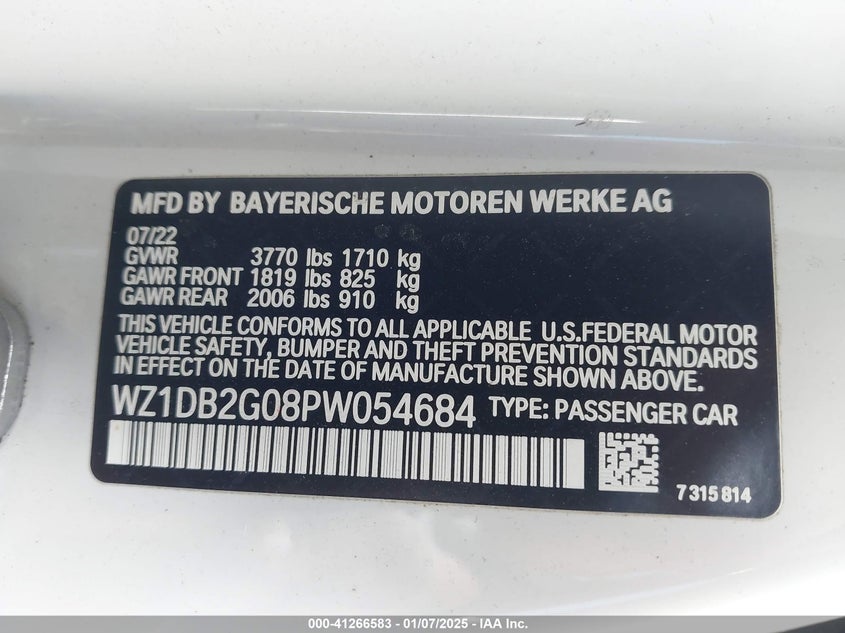 MFD BY BAYERISCHE MOTOREN WERKE AG
07/22
GVWR 3770 lbs 1710 kg
GAWR FRONT 1819 lbs 825 kg
GAWR REAR 2006 lbs 910 kg
THIS VEHICLE CONFORMS TO ALL APPLICABLE U.S.FEDERAL MOTOR
VEHICLE SAFETY, BUMPER AND THEFT PREVENTION STANDARDS
IN EFFECT ON THE DATE OF MANUFACTURE SHOWN ABOVE.
WZ1DB2G08PW054684 TYPE: PASSENGER CAR
7315814
000-41266583 - 01/07/2025 - IAA Inc.